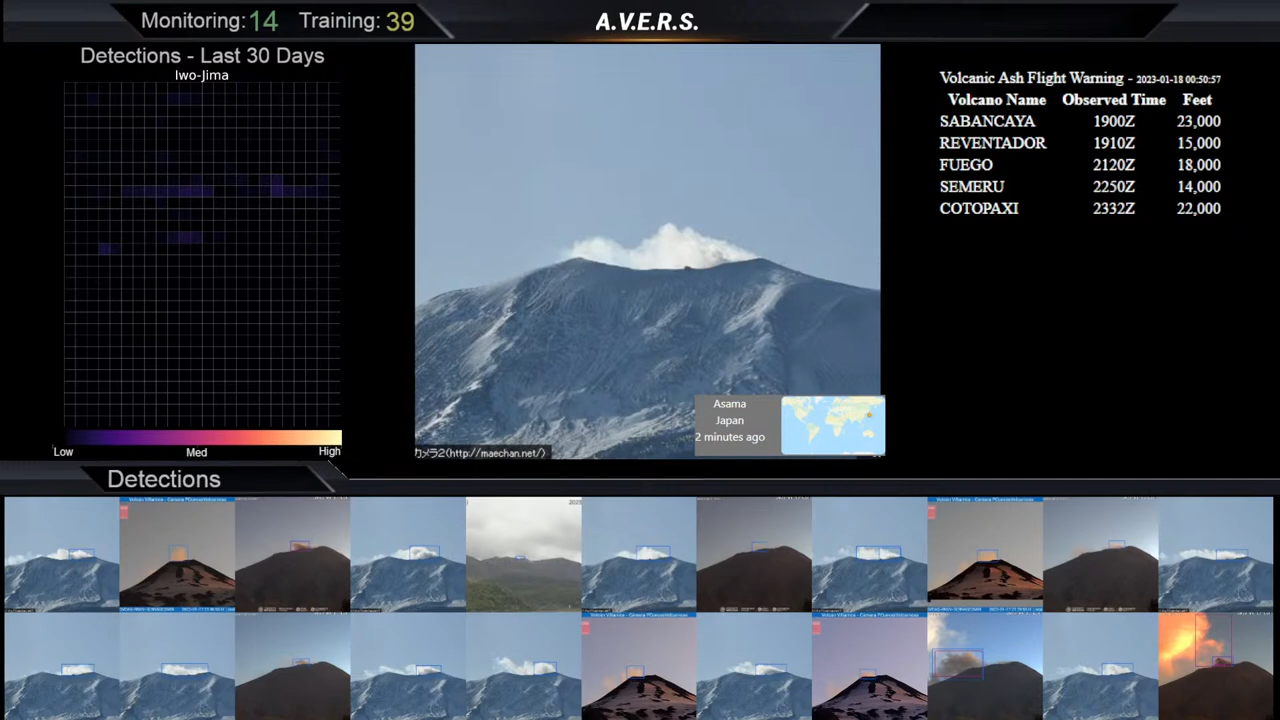 Monitoring: 14 Training: 39
A.V.E.R.S.
Detections - Last 30 Days
Iwo-Jima
Low Med High
Volcanic Ash Flight Warning - 2023-01-18 00:50:57
Volcano Name Observed Time Feet
SABANCAYA 1900Z 23,000
REVENTADOR 1910Z 15,000
FUEGO 2120Z 18,000
SEMERU 2250Z 14,000
COTOPAXI 2332Z 22,000
Asama
Japan
2 minutes ago
カメラ2(http://maechan.net/)
Detections